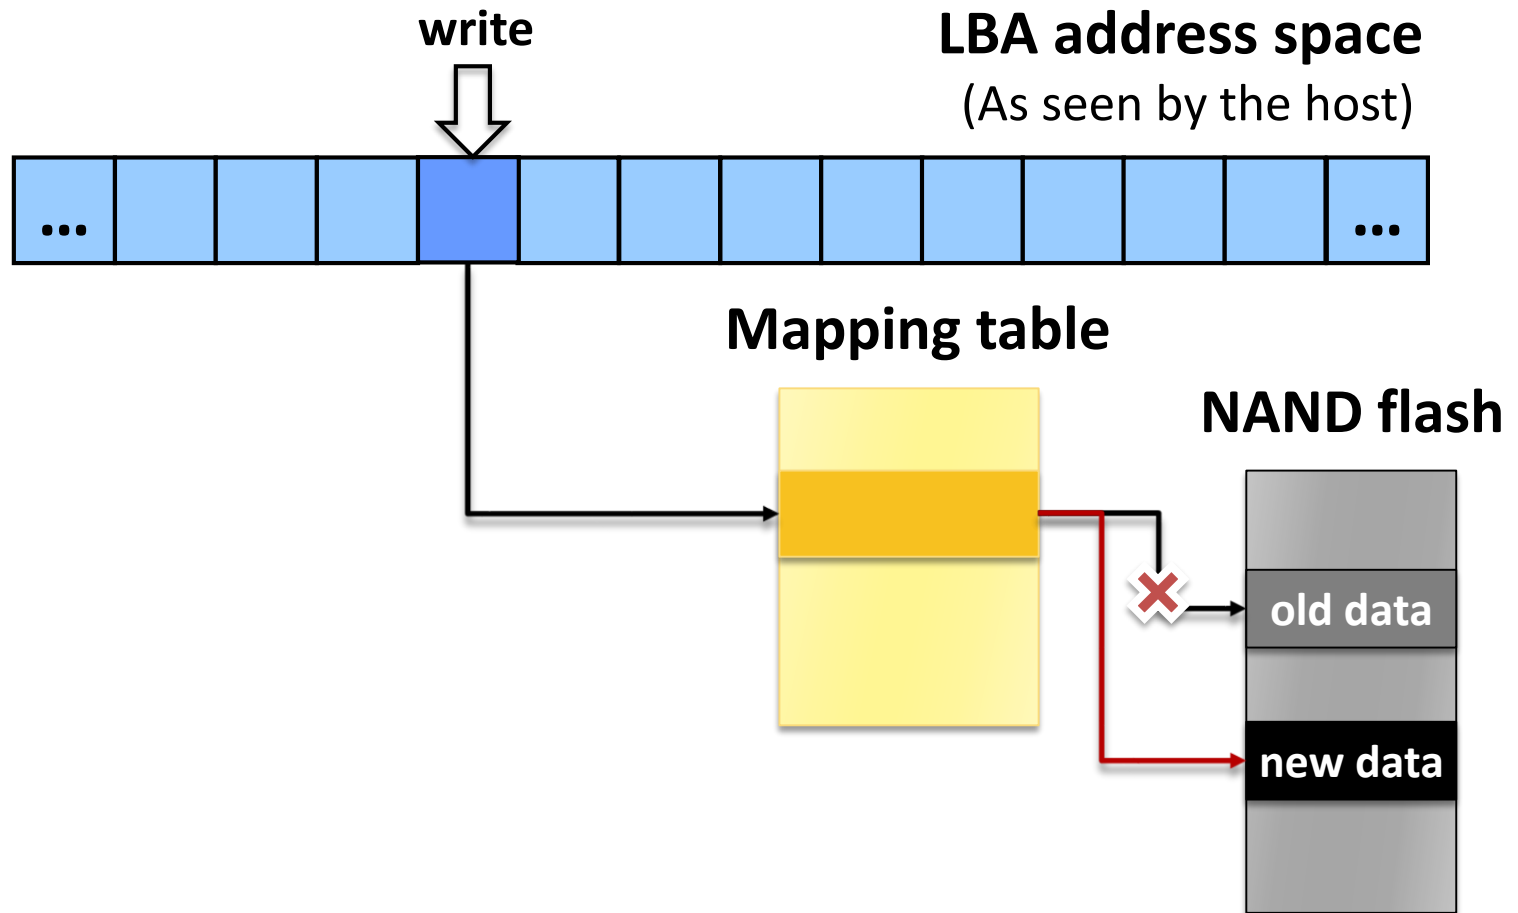 write
LBA address space
(As seen by the host)
...
...
Mapping table
NAND flash
old data
new data